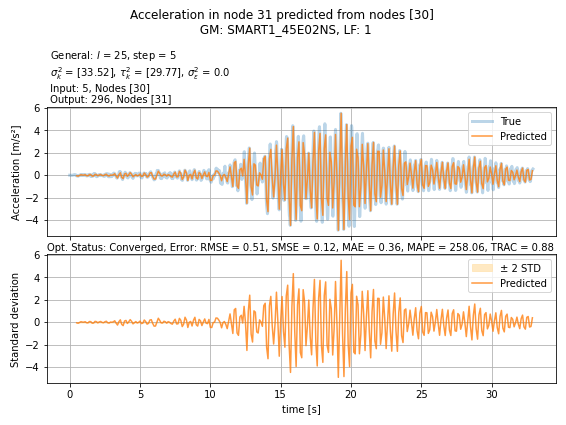 Acceleration in node 31 predicted from nodes [30]
GM: SMART1_45E02NS, LF: 1
General: l = 25, step = 5
σ²ₖ = [33.52], τ²ₖ = [29.77], σ²ε = 0.0
Input: 5, Nodes [30]
Output: 296, Nodes [31]
6
4
2
0
−2
−4
Acceleration [m/s²]
True
Predicted
Opt. Status: Converged, Error: RMSE = 0.51, SMSE = 0.12, MAE = 0.36, MAPE = 258.06, TRAC = 0.88
6
4
2
0
−2
−4
Standard deviation
± 2 STD
Predicted
0 5 10 15 20 25 30
time [s]